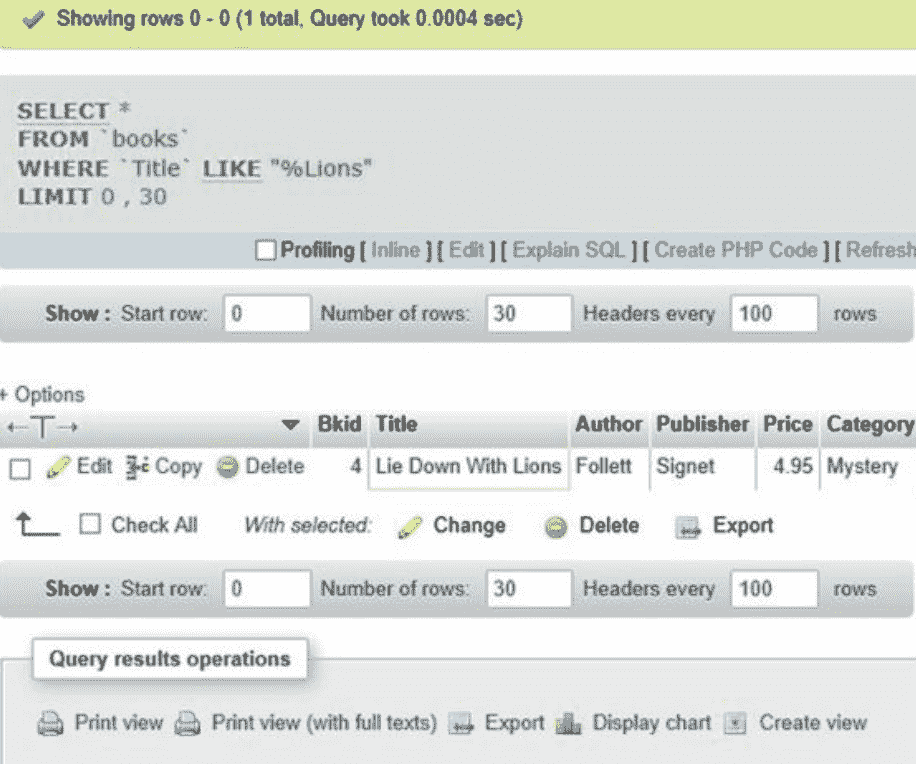 Showing rows 0 - 0 (1 total, Query took 0.0004 sec)
SELECT *
FROM `books`
WHERE `Title` LIKE "%Lions"
LIMIT 0 , 30
Profiling [ Inline ] [ Edit ] [ Explain SQL ] [ Create PHP Code ] [ Refresh
Show : Start row: 0 Number of rows: 30 Headers every 100 rows
+ Options
←T→ Bkid Title Author Publisher Price Category
Edit Copy Delete 4 Lie Down With Lions Follett Signet 4.95 Mystery
Check All With selected: Change Delete Export
Show : Start row: 0 Number of rows: 30 Headers every 100 rows
Query results operations
Print view Print view (with full texts) Export Display chart Create view